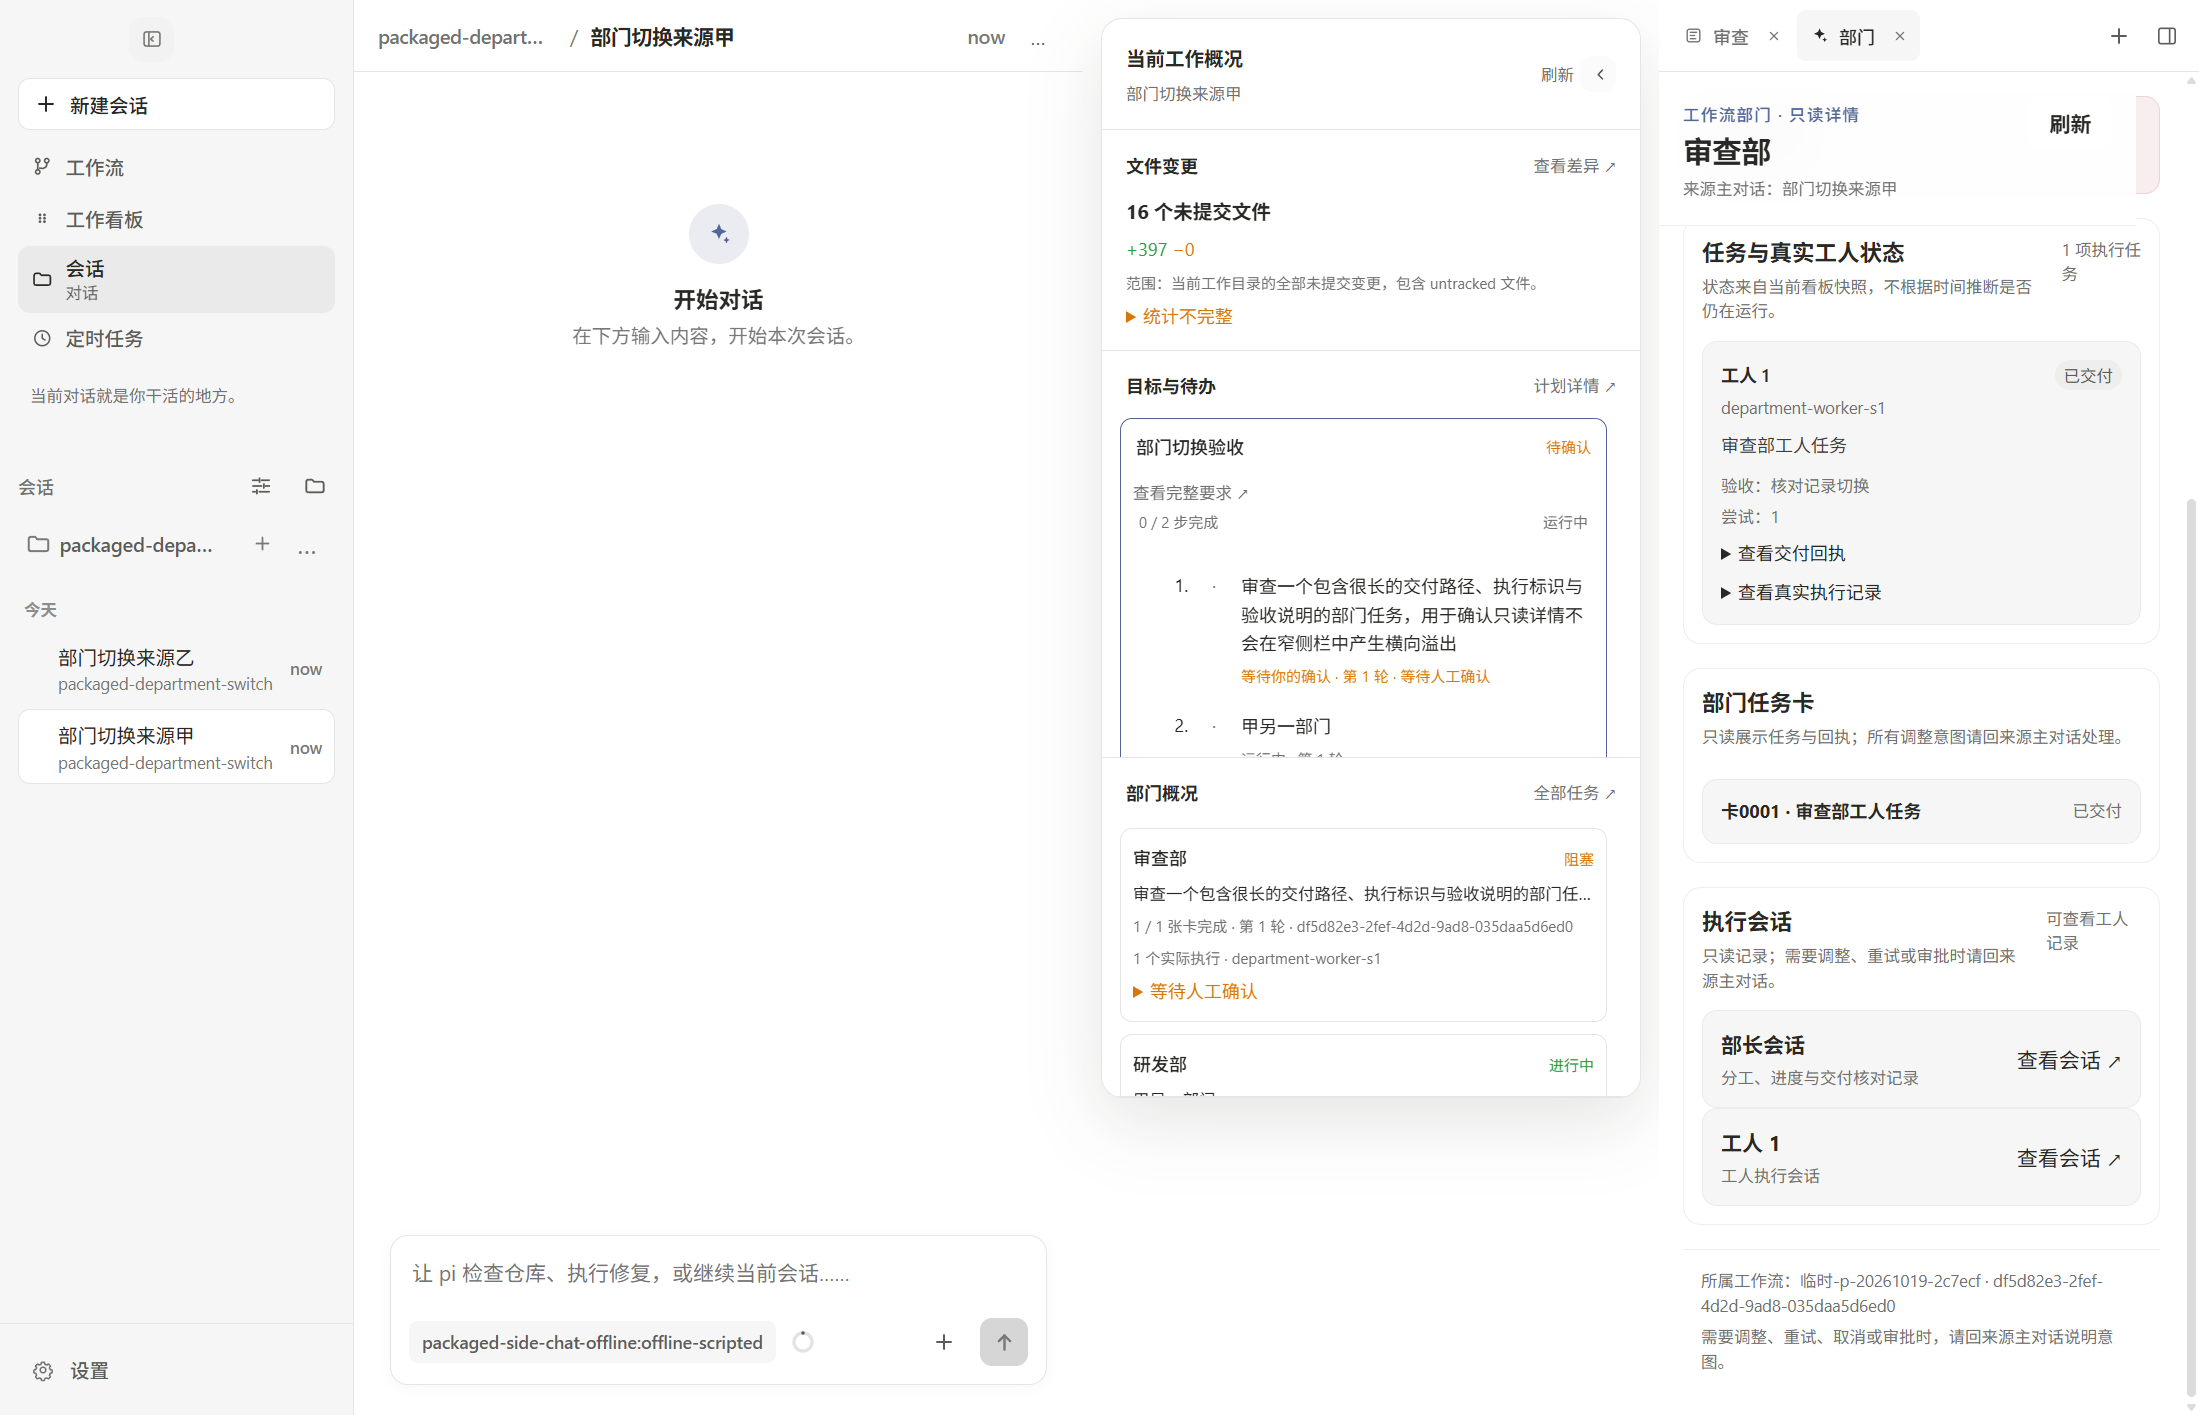 新建会话
工作流
工作看板
会话
对话
定时任务
当前对话就是你干活的地方。
会话
packaged-depa...
今天
部门切换来源乙
packaged-department-switch
now
部门切换来源甲
packaged-department-switch
now
设置
packaged-depart... / 部门切换来源甲
now
...
开始对话
在下方输入内容，开始本次会话。
让 pi 检查仓库、执行修复，或继续当前会话......
packaged-side-chat-offline:offline-scripted
当前工作概况
部门切换来源甲
刷新
文件变更
查看差异 ↗
16 个未提交文件
+397 −0
范围：当前工作目录的全部未提交变更，包含 untracked 文件。
▶ 统计不完整
目标与待办
计划详情 ↗
部门切换验收
待确认
查看完整要求 ↗
0 / 2 步完成
运行中
1. · 审查一个包含很长的交付路径、执行标识与
验收说明的部门任务，用于确认只读详情不
会在窄侧栏中产生横向溢出
等待你的确认 · 第 1 轮 · 等待人工确认
2. · 甲另一部门
部门概况
全部任务 ↗
审查部
阻塞
审查一个包含很长的交付路径、执行标识与验收说明的部门任...
1 / 1 张卡完成 · 第 1 轮 · df5d82e3-2fef-4d2d-9ad8-035daa5d6ed0
1 个实际执行 · department-worker-s1
▶ 等待人工确认
研发部
进行中
审查
部门
工作流部门 · 只读详情
审查部
来源主对话：部门切换来源甲
刷新
任务与真实工人状态
状态来自当前看板快照，不根据时间推断是否
仍在运行。
1 项执行任
务
工人 1
已交付
department-worker-s1
审查部工人任务
验收：核对记录切换
尝试：1
▶ 查看交付回执
▶ 查看真实执行记录
部门任务卡
只读展示任务与回执；所有调整意图请回来源主对话处理。
卡0001 · 审查部工人任务
已交付
执行会话
只读记录；需要调整、重试或审批时请回来
源主对话。
可查看工人
记录
部长会话
分工、进度与交付核对记录
查看会话 ↗
工人 1
工人执行会话
查看会话 ↗
所属工作流：临时-p-20261019-2c7ecf · df5d82e3-2fef-
4d2d-9ad8-035daa5d6ed0
需要调整、重试、取消或审批时，请回来源主对话说明意
图。